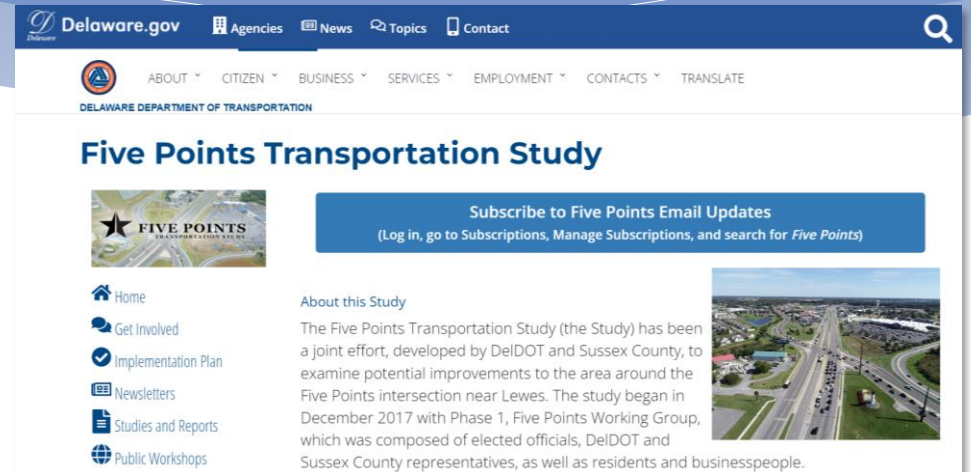 Delaware
Delaware.gov Agencies News Topics Contact
ABOUT CITIZEN BUSINESS SERVICES EMPLOYMENT CONTACTS TRANSLATE
DELAWARE DEPARTMENT OF TRANSPORTATION
Five Points Transportation Study
FIVE POINTS
TRANSPORTATION STUDY
Subscribe to Five Points Email Updates
(Log in, go to Subscriptions, Manage Subscriptions, and search for Five Points)
Home
Get Involved
Implementation Plan
Newsletters
Studies and Reports
Public Workshops
About this Study
The Five Points Transportation Study (the Study) has been
a joint effort, developed by DelDOT and Sussex County, to
examine potential improvements to the area around the
Five Points intersection near Lewes. The study began in
December 2017 with Phase 1, Five Points Working Group,
which was composed of elected officials, DelDOT and
Sussex County representatives, as well as residents and businesspeople.